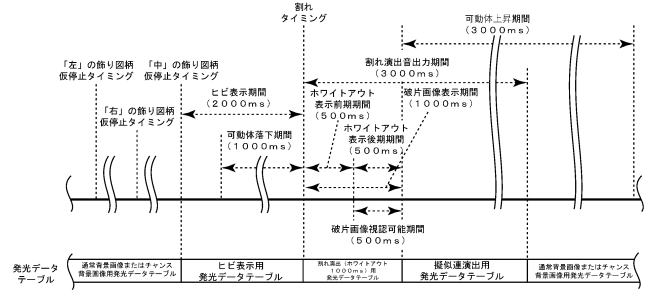 割れ
タイミング
可動体上昇期間
（３０００ｍｓ）
「左」の飾り図柄
仮停止タイミング
「中」の飾り図柄
仮停止タイミング
割れ演出音出力期間
（３０００ｍｓ）
ヒビ表示期間
（２０００ｍｓ）
ホワイトアウト
表示前期期間
（５００ｍｓ）
破片画像表示期間
（１０００ｍｓ）
「右」の飾り図柄
仮停止タイミング
可動体落下期間
（１０００ｍｓ）
ホワイトアウト
表示後期期間
（５００ｍｓ）
破片画像視認可能期間
（５００ｍｓ）
発光データ
テーブル
通常背景画像またはチャンス
背景画像用発光データテーブル
ヒビ表示用
発光データテーブル
割れ演出（ホワイトアウト
１０００ｍｓ）用
発光データテーブル
擬似連演出用
発光データテーブル
通常背景画像またはチャンス
背景画像用発光データテーブル